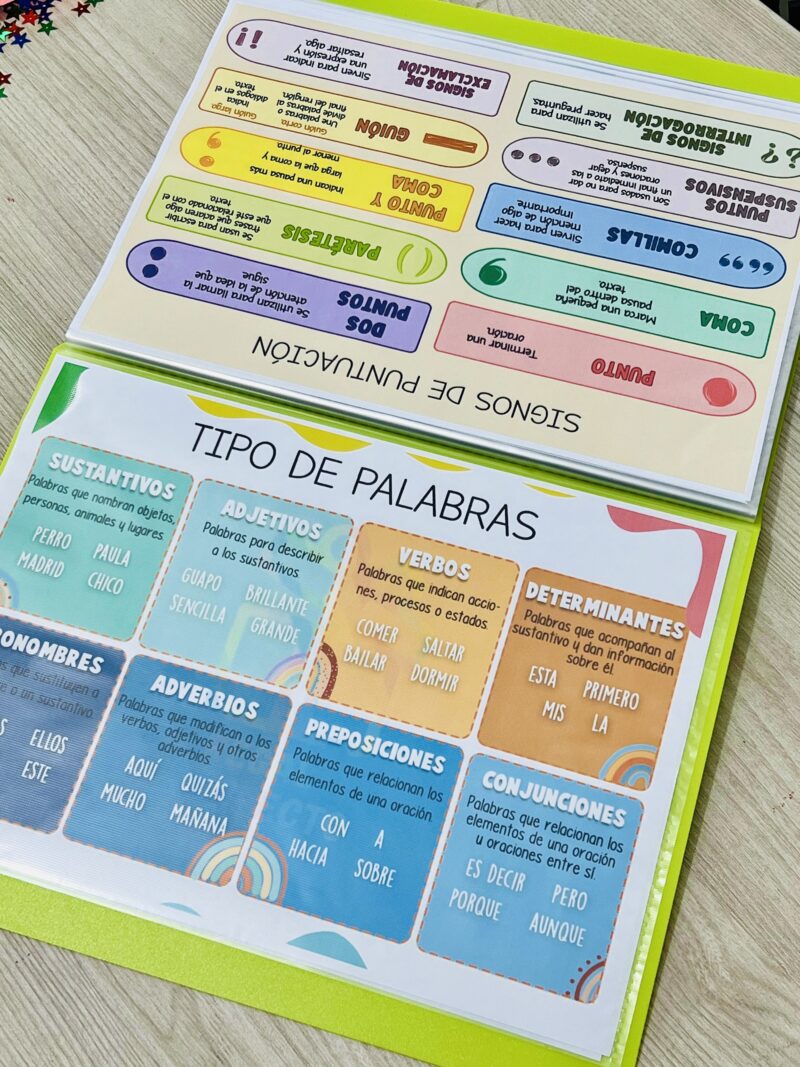 SIGNOS DE PUNTUACIÓN
PUNTO
Terminar una
oración.
COMA
Marca una pequeña
pausa dentro del
texto.
COMILLAS
Sirven para hacer
mención de algo
importante
PUNTOS
SUSPENSIVOS
Son usados para no dar
un final inmediato a las
oraciones y dejar
suspenso.
SIGNOS DE
INTERROGACIÓN
Se utilizan para
hacer preguntas
DOS
PUNTOS
Se utilizan para llamar la
atención de la idea que
sigue.
PARÉTESIS
Se usan para escribir
frases que aclaren algo
que esté relacionado con el
texto.
PUNTO Y
COMA
Indican una pausa más
larga que la coma y
menor al punto.
GUIÓN
Guión corto.
Une palabras o
divide palabras al
final del renglón.
Guión largo.
Indica
diálogos en el
texto.
SIGNOS DE
EXCLAMACIÓN
Sirven para indicar
una expresión y
resaltar algo.
TIPO DE PALABRAS
SUSTANTIVOS
Palabras que nombran objetos,
personas, animales y lugares.
PERRO PAULA
MADRID CHICO
ADJETIVOS
Palabras para describir
a los sustantivos.
GUAPO BRILLANTE
SENCILLA GRANDE
VERBOS
Palabras que indican accio-
nes, procesos o estados.
COMER SALTAR
BAILAR DORMIR
DETERMINANTES
Palabras que acompañan al
sustantivo y dan información
sobre él.
ESTA PRIMERO
MIS LA
RONOMBRES
que sustituyen a
o un sustantivo.
ELLOS
ESTE
ADVERBIOS
Palabras que modifican a los
verbos, adjetivos y otros
adverbios.
AQUÍ QUIZÁS
MUCHO MAÑANA
PREPOSICIONES
Palabras que relacionan los
elementos de una oración.
CON A
HACIA SOBRE
CONJUNCIONES
Palabras que relacionan los
elementos de una oración
u oraciones entre sí.
ES DECIR PERO
PORQUE AUNQUE